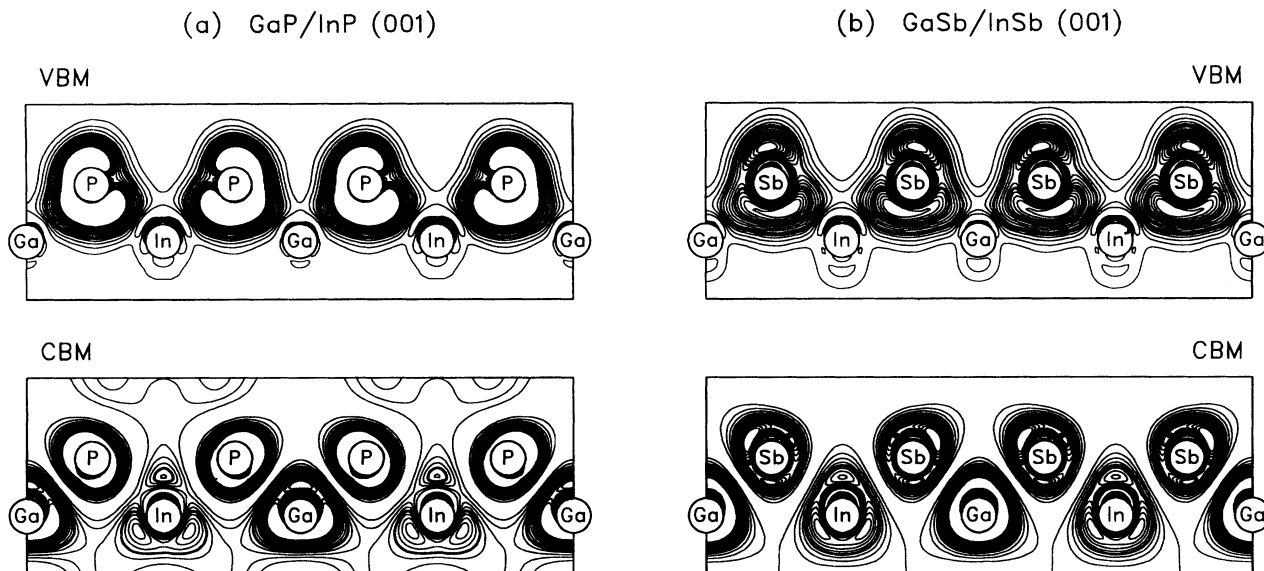 (a) GaP/InP (001)
(b) GaSb/InSb (001)
VBM
VBM
P P P P
Ga In Ga In Ga
Sb Sb Sb Sb
Ga In Ga In Ga
CBM
CBM
P P P P
Ga In Ga In Ga
Sb Sb Sb Sb
Ga In Ga In Ga